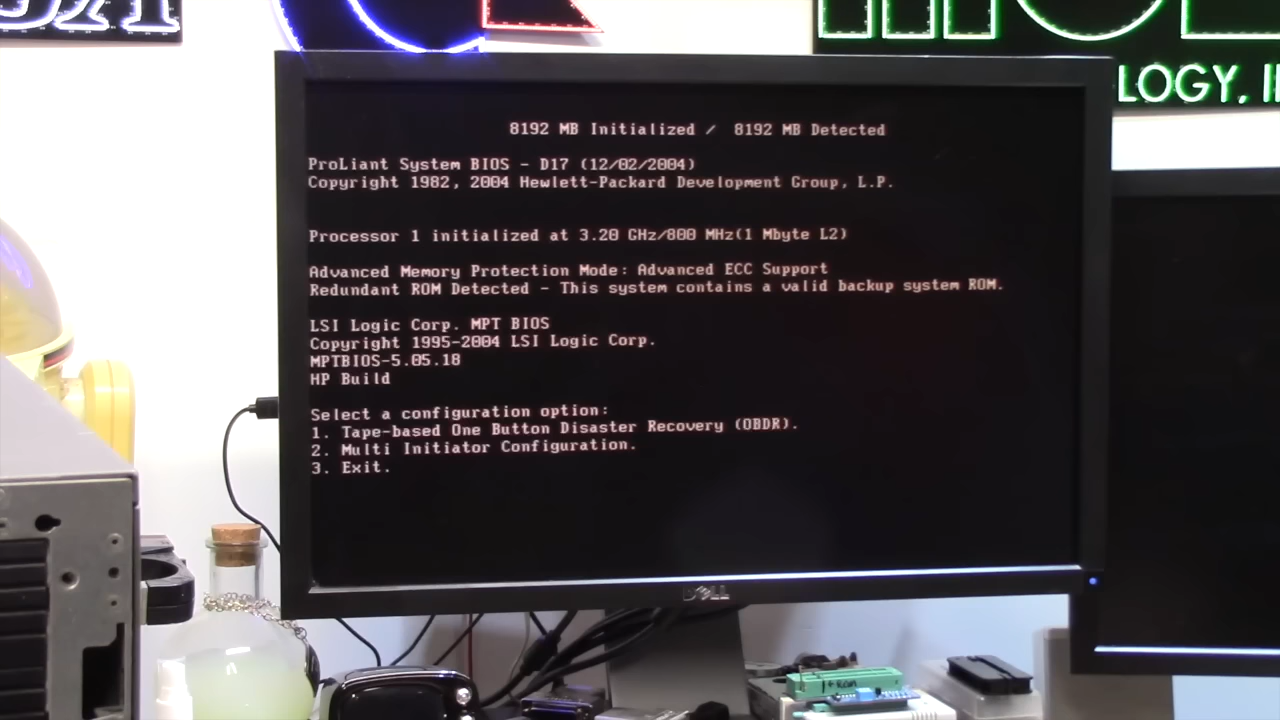 LOGY, I
8192 MB Initialized / 8192 MB Detected
ProLiant System BIOS - D17 (12/02/2004)
Copyright 1982, 2004 Hewlett-Packard Development Group, L.P.
Processor 1 initialized at 3.20 GHz/800 MHz(1 Mbyte L2)
Advanced Memory Protection Mode: Advanced ECC Support
Redundant ROM Detected - This system contains a valid backup system ROM.
LSI Logic Corp. MPT BIOS
Copyright 1995-2004 LSI Logic Corp.
MPTBIOS-5.05.18
HP Build
Select a configuration option:
1. Tape-based One Button Disaster Recovery (OBDR).
2. Multi Initiator Configuration.
3. Exit.
DELL